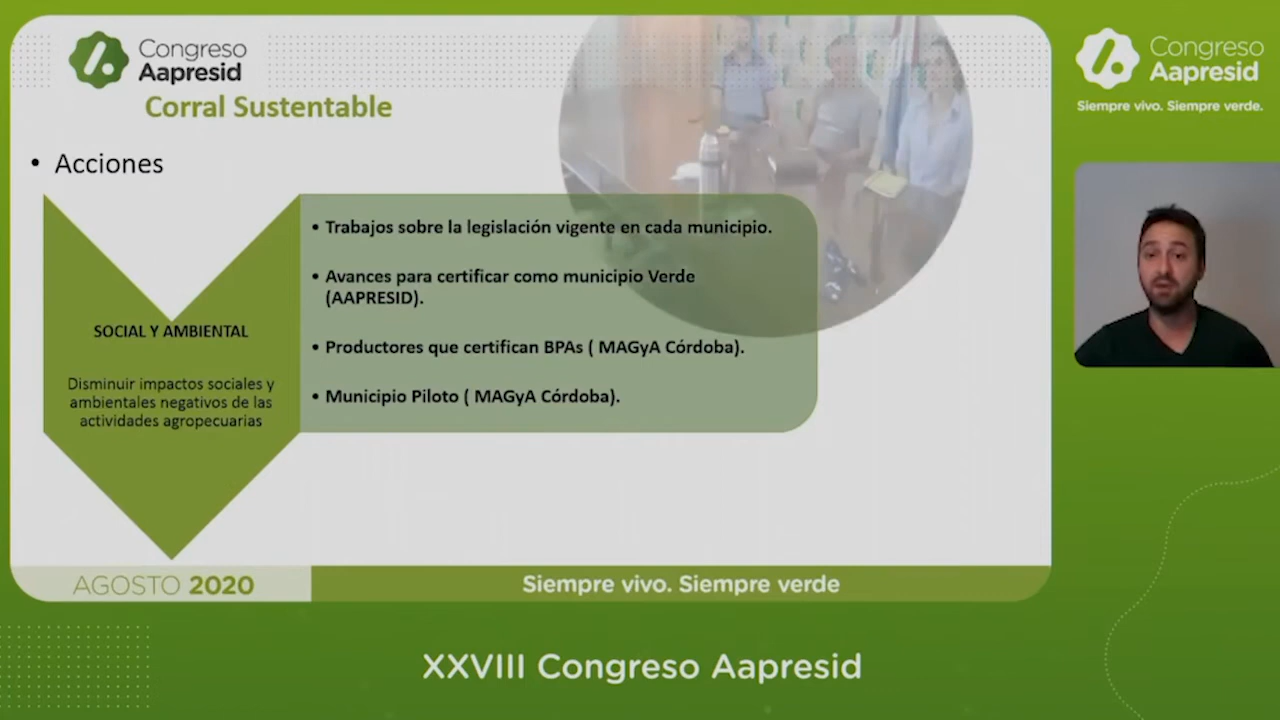 Congreso
Aapresid
Corral Sustentable
• Acciones
SOCIAL Y AMBIENTAL
Disminuir impactos sociales y
ambientales negativos de las
actividades agropecuarias
• Trabajos sobre la legislación vigente en cada municipio.
• Avances para certificar como municipio Verde
(AAPRESID).
• Productores que certifican BPAs ( MAGyA Córdoba).
• Municipio Piloto ( MAGyA Córdoba).
AGOSTO 2020
Siempre vivo. Siempre verde
Congreso
Aapresid
Siempre vivo. Siempre verde.
XXVIII Congreso Aapresid